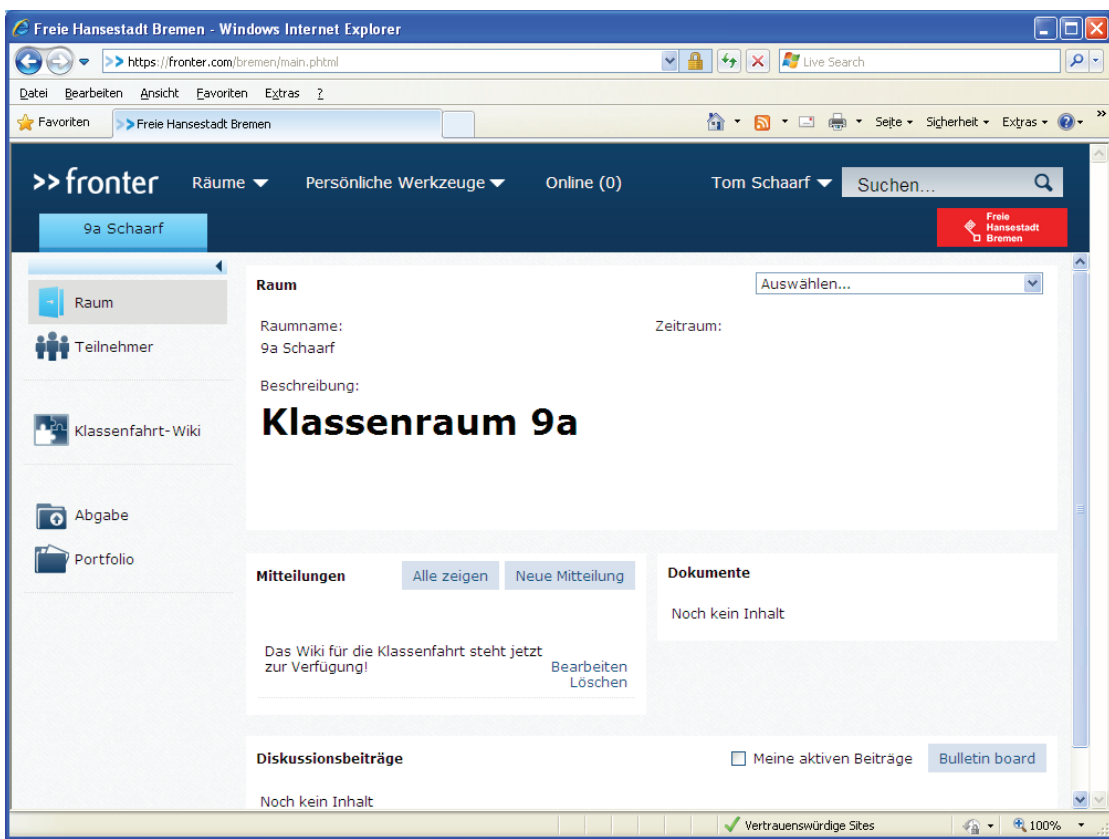 Freie Hansestadt Bremen - Windows Internet Explorer
>> https://fronter.com/bremen/main.phtml
Live Search
Datei Bearbeiten Ansicht Favoriten Extras ?
Favoriten
>>Freie Hansestadt Bremen
Seite Sicherheit Extras »
>>fronter Räume Persönliche Werkzeuge Online (0) Tom Schaarf Suchen...
9a Schaarf
Freie
Hansestadt
Bremen
Raum
Teilnehmer
Klassenfahrt-Wiki
Abgabe
Portfolio
Raum
Auswählen...
Raumname:
9a Schaarf
Zeitraum:
Beschreibung:
Klassenraum 9a
Mitteilungen
Alle zeigen
Neue Mitteilung
Das Wiki für die Klassenfahrt steht jetzt
zur Verfügung!
Bearbeiten
Löschen
Dokumente
Noch kein Inhalt
Diskussionsbeiträge
Meine aktiven Beiträge
Bulletin board
Noch kein Inhalt
Vertrauenswürdige Sites
100%